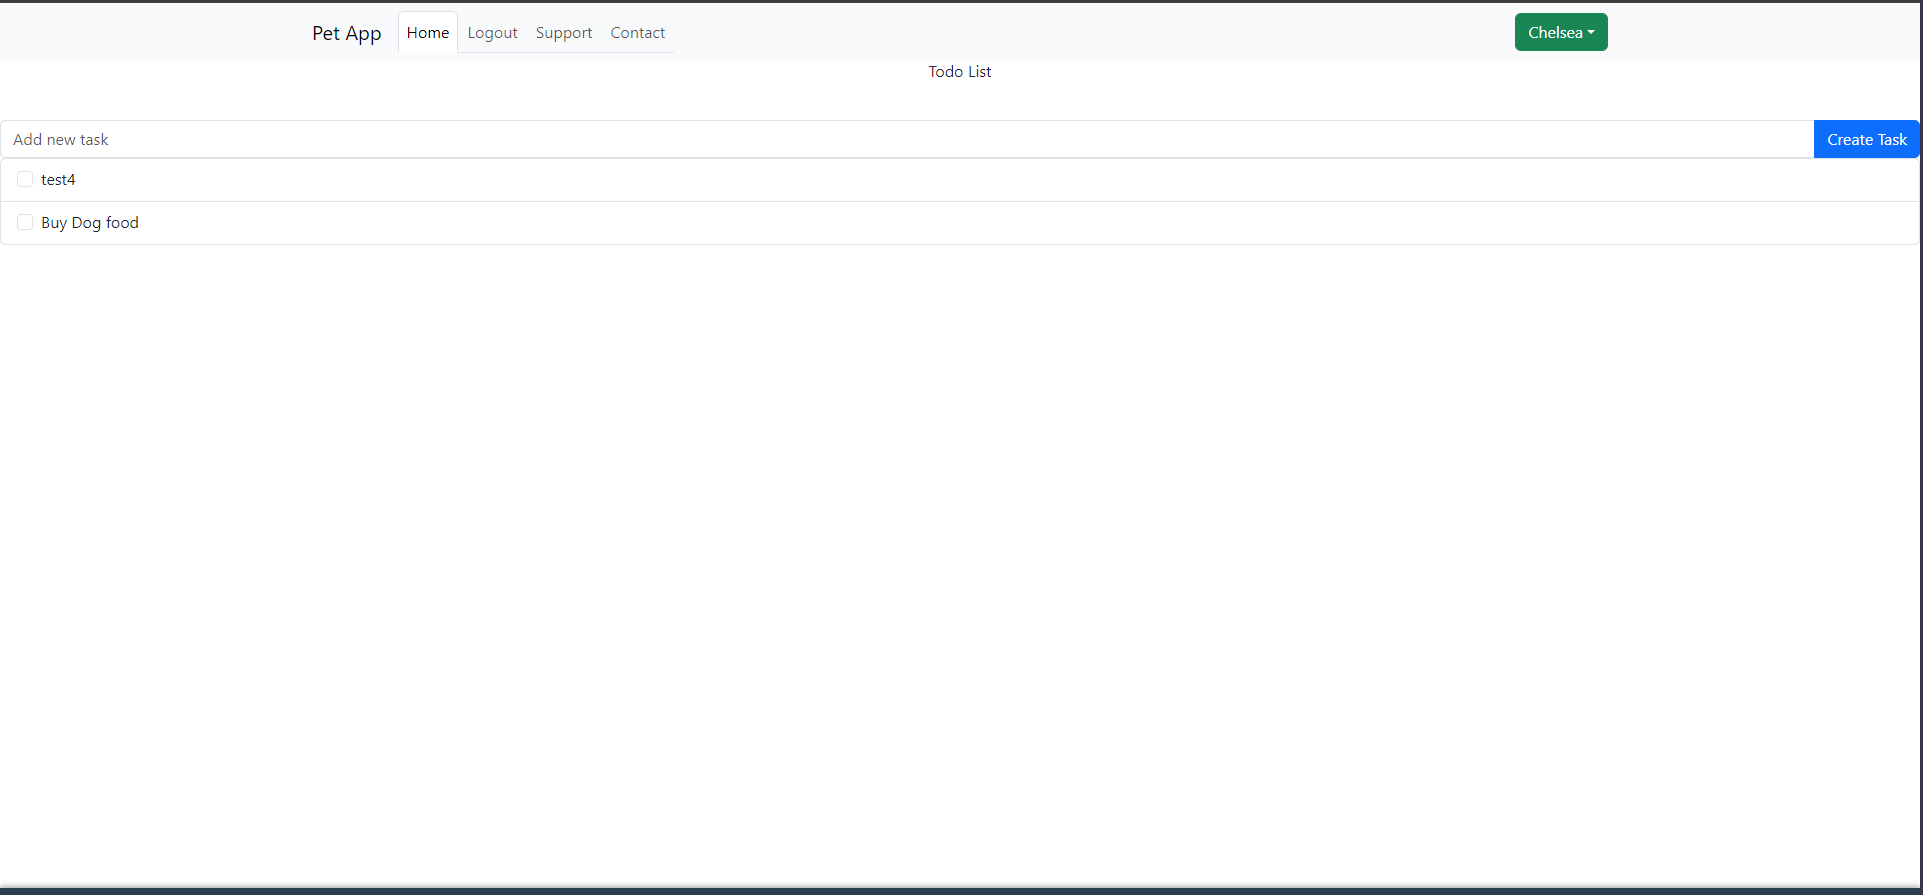 Pet App Home Logout Support Contact Chelsea
Todo List
Add new task Create Task
test4
Buy Dog food